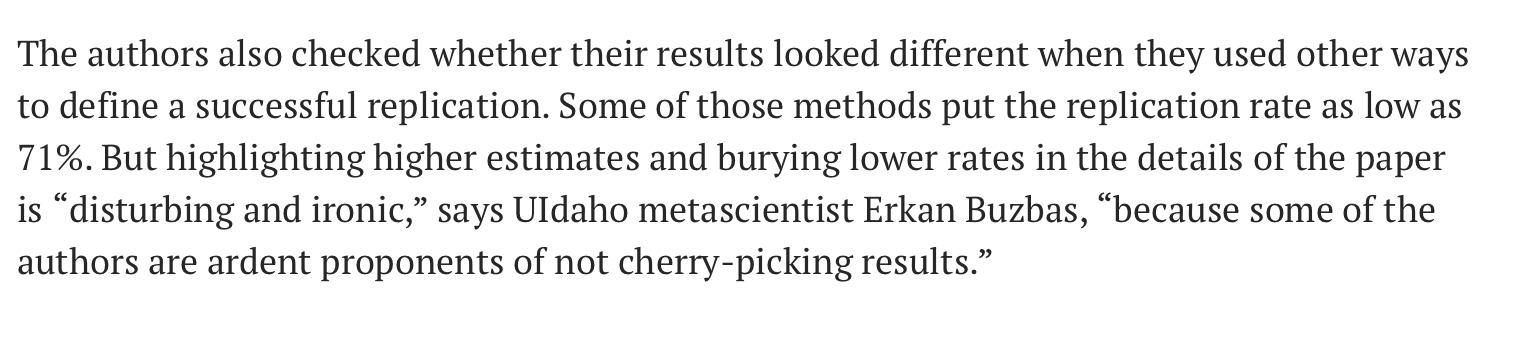 The authors also checked whether their results looked different when they used other ways
to define a successful replication. Some of those methods put the replication rate as low as
71%. But highlighting higher estimates and burying lower rates in the details of the paper
is “disturbing and ironic,” says UIdaho metascientist Erkan Buzbas, “because some of the
authors are ardent proponents of not cherry-picking results.”